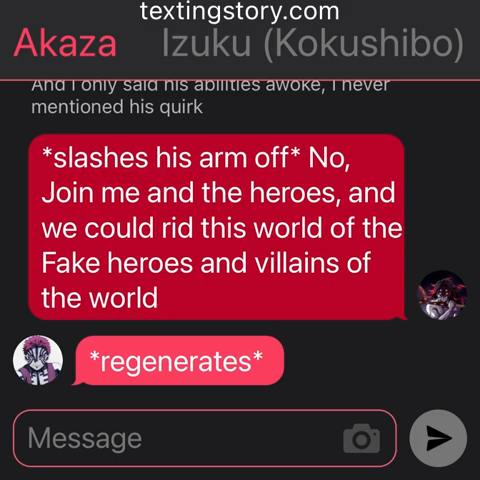 textingstory.com
Akaza Izuku (Kokushibo)
And I only said his abilities awoke, I never
mentioned his quirk
*slashes his arm off* No,
Join me and the heroes, and
we could rid this world of the
Fake heroes and villains of
the world
*regenerates*
Message